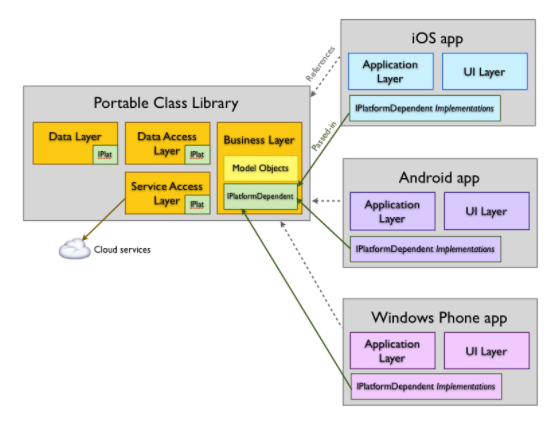 iOS app
Application
Layer
UI Layer
IPlatformDependent Implementations
References
Passed-in
Portable Class Library
Data Layer
IPlat
Data Access
Layer
IPlat
Business Layer
Model Objects
IPlatformDependent
Service Access
Layer
IPlat
Cloud services
Android app
Application
Layer
UI Layer
IPlatformDependent Implementations
Windows Phone app
Application
Layer
UI Layer
IPlatformDependent Implementations